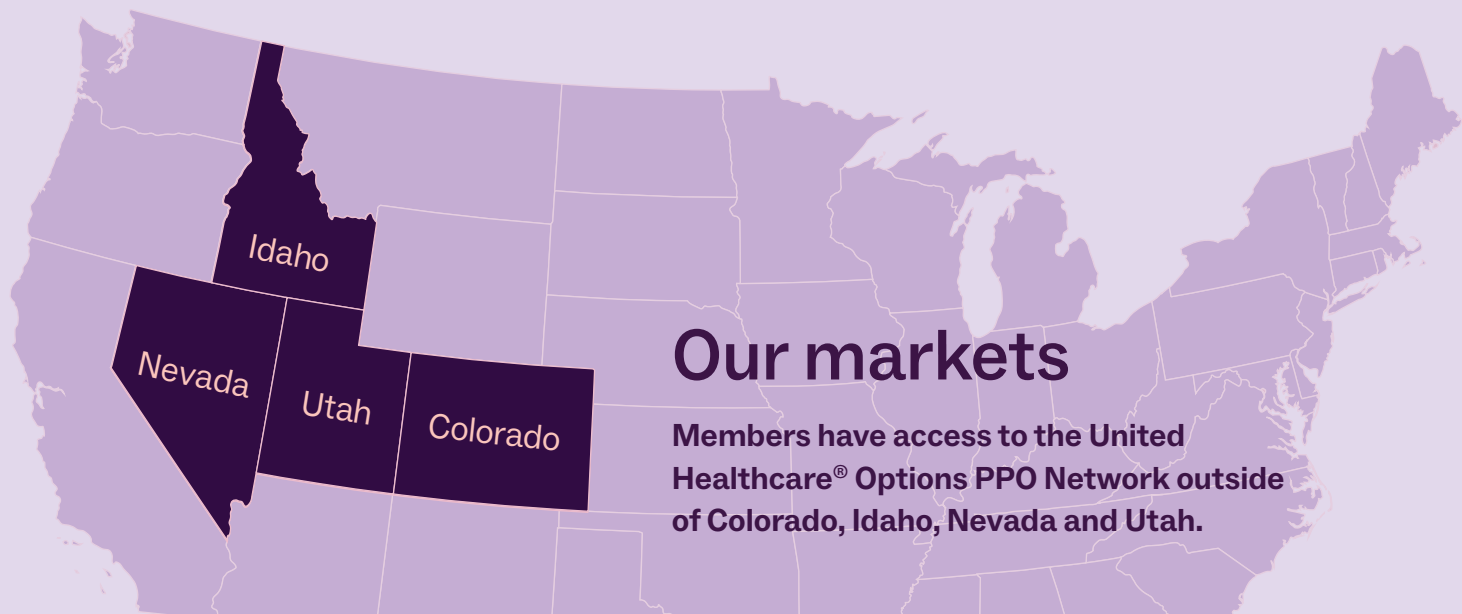 Idaho
Nevada
Utah
Colorado
Our markets
Members have access to the United
Healthcare® Options PPO Network outside
of Colorado, Idaho, Nevada and Utah.